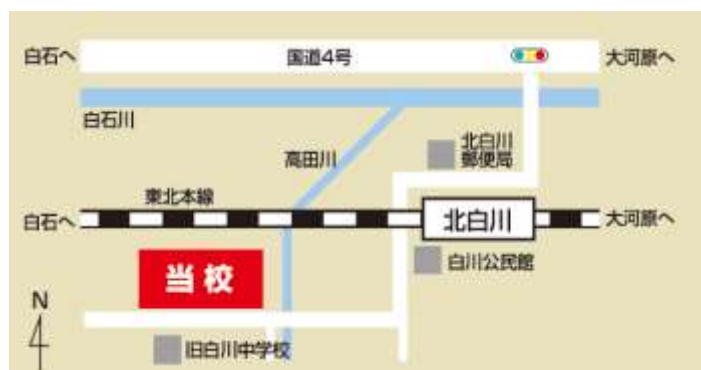 白石へ
国道4号
大河原へ
白石川
北白川
郵便局
高田川
東北本線
白石へ
北白川
大河原へ
白川公民館
当校
N
旧白川中学校